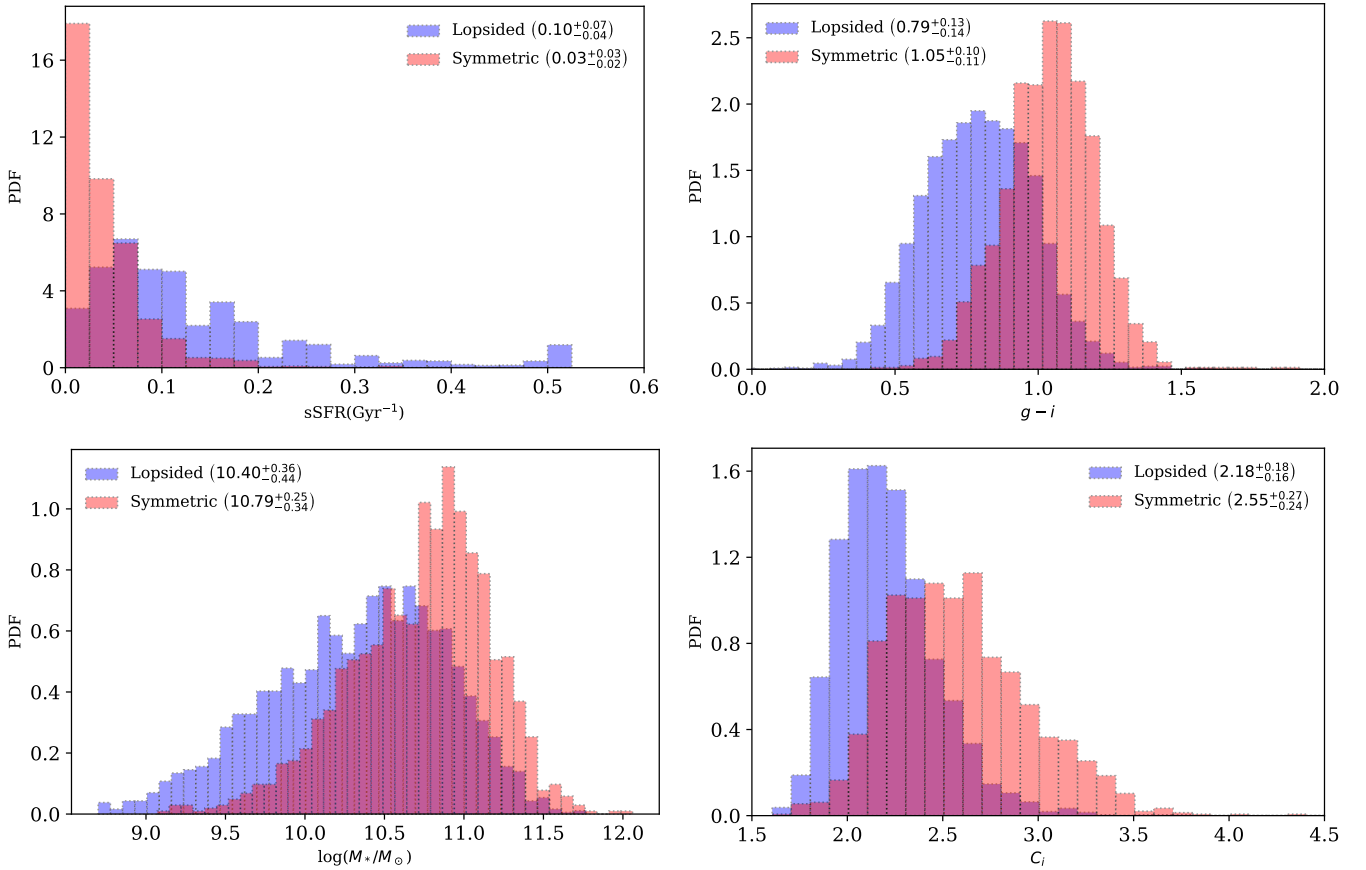 Lopsided (0.10^{+0.07}_{−0.04})
Symmetric (0.03^{+0.03}_{−0.02})
PDF
16
12
8
4
0
0.0 0.1 0.2 0.3 0.4 0.5 0.6
sSFR(Gyr⁻¹)
Lopsided (0.79^{+0.13}_{−0.14})
Symmetric (1.05^{+0.10}_{−0.11})
PDF
2.5
2.0
1.5
1.0
0.5
0.0
0.0 0.5 1.0 1.5 2.0
g − i
Lopsided (10.40^{+0.36}_{−0.44})
Symmetric (10.79^{+0.25}_{−0.34})
PDF
1.0
0.8
0.6
0.4
0.2
0.0
9.0 9.5 10.0 10.5 11.0 11.5 12.0
log(M_*/M_⊙)
Lopsided (2.18^{+0.18}_{−0.16})
Symmetric (2.55^{+0.27}_{−0.24})
PDF
1.6
1.2
0.8
0.4
0.0
1.5 2.0 2.5 3.0 3.5 4.0 4.5
C_i